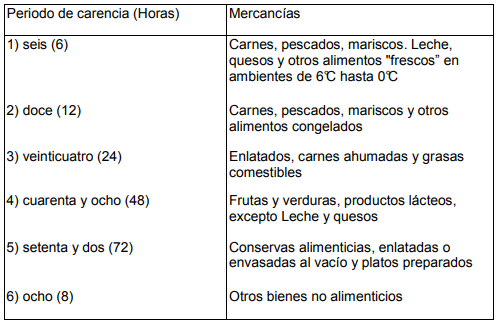 Periodo de carencia (Horas) Mercancías
1) seis (6) Carnes, pescados, mariscos. Leche,
quesos y otros alimentos "frescos” en
ambientes de 6°C hasta 0°C
2) doce (12) Carnes, pescados, mariscos y otros
alimentos congelados
3) veinticuatro (24) Enlatados, carnes ahumadas y grasas
comestibles
4) cuarenta y ocho (48) Frutas y verduras, productos lácteos,
excepto Leche y quesos
5) setenta y dos (72) Conservas alimenticias, enlatadas o
envasadas al vacío y platos preparados
6) ocho (8) Otros bienes no alimenticios